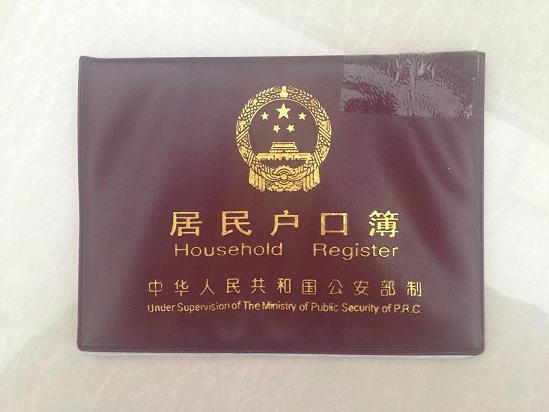 居民户口簿
Household Register
中华人民共和国公安部制
Under Supervision of The Ministry of Public Security of P.R.C.